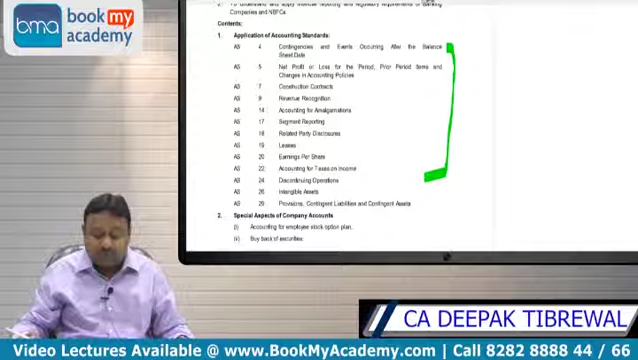 bma book my academy
2. To understand and apply financial reporting and regulatory requirements of Banking
Companies and NBFCs.
Contents:
1. Application of Accounting Standards:
AS 4 Contingencies and Events Occurring After the Balance
Sheet Date
AS 5 Net Profit or Loss for the Period, Prior Period Items and
Changes in Accounting Policies
AS 7 Construction Contracts
AS 9 Revenue Recognition
AS 14 Accounting for Amalgamations
AS 17 Segment Reporting
AS 18 Related Party Disclosures
AS 19 Leases
AS 20 Earnings Per Share
AS 22 Accounting for Taxes on Income
AS 24 Discontinuing Operations
AS 26 Intangible Assets
AS 29 Provisions, Contingent Liabilities and Contingent Assets
2. Special Aspects of Company Accounts
(i) Accounting for employee stock option plan,
(ii) Buy back of securities,
CA DEEPAK TIBREWAL
Video Lectures Available @ www.BookMyAcademy.com | Call 8282 8888 44 / 66